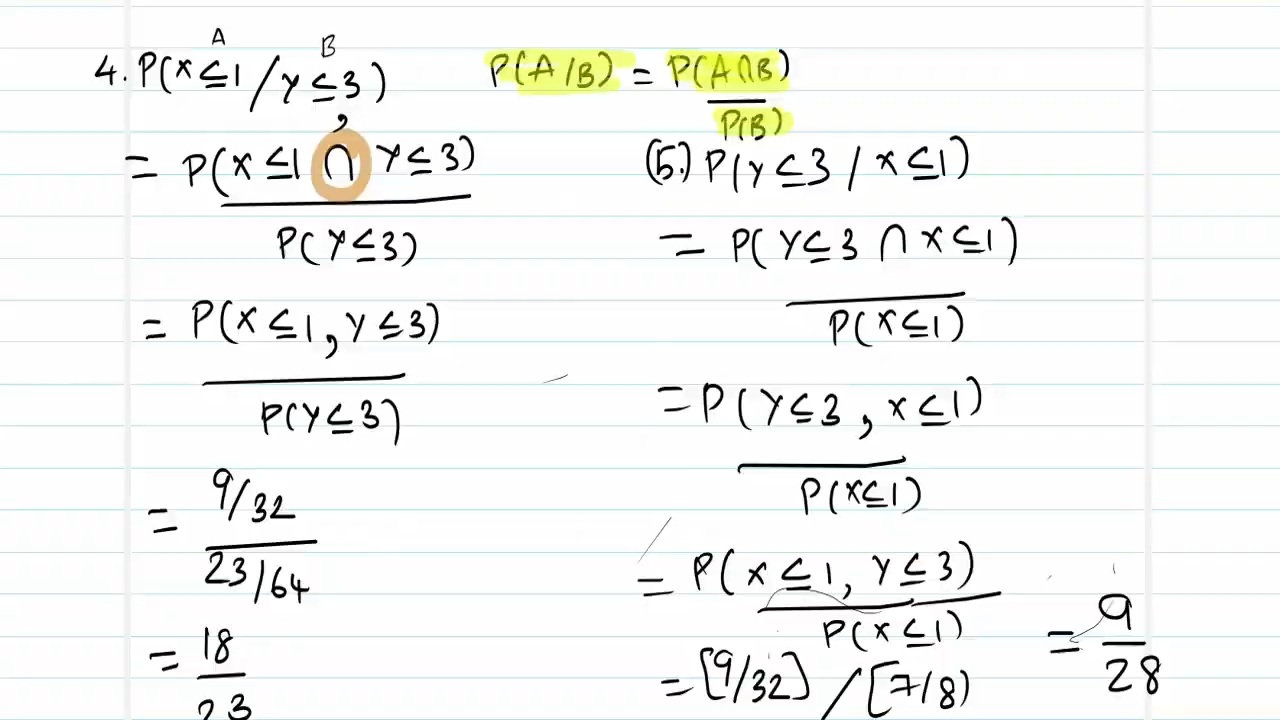 A B
4. P(X ≤ 1 / Y ≤ 3)
= P(X ≤ 1 ∩ Y ≤ 3)
P(Y ≤ 3)
= P(X ≤ 1, Y ≤ 3)
P(Y ≤ 3)
= 9/32
23/64
= 18
23
P(A/B) = P(A∩B)
P(B)
(5.) P(Y ≤ 3 / X ≤ 1)
= P(Y ≤ 3 ∩ X ≤ 1)
P(X ≤ 1)
= P(Y ≤ 3, X ≤ 1)
P(X ≤ 1)
= P(X ≤ 1, Y ≤ 3)
P(X ≤ 1)
= [9/32] / [7/8)
= 9
28